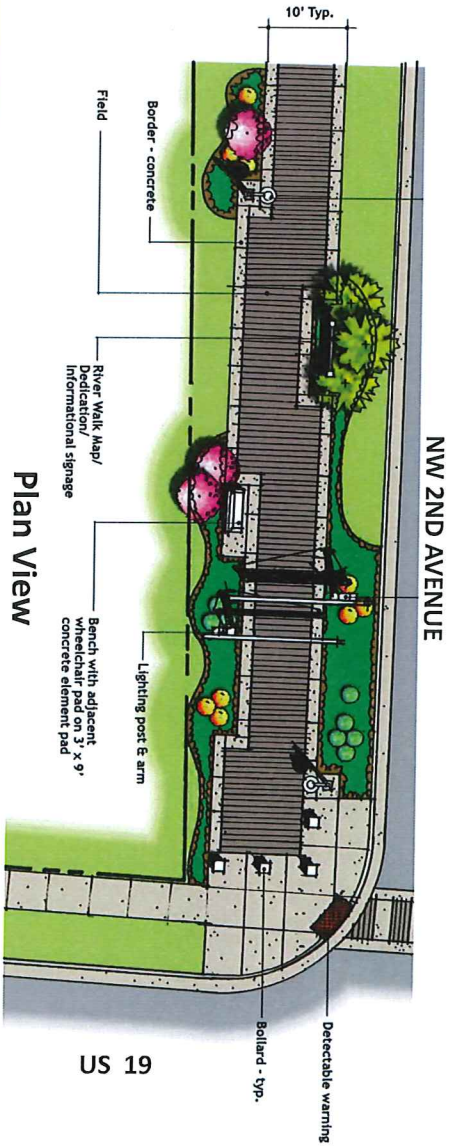 10' Typ.
NW 2ND AVENUE
Border - concrete
Field
River Walk Map/
Dedication/
Informational signage
Bench with adjacent
wheelchair pad on 3' x 9'
concrete element pad
Lighting post & arm
Bollard - typ.
Detectable warning
Plan View
US 19